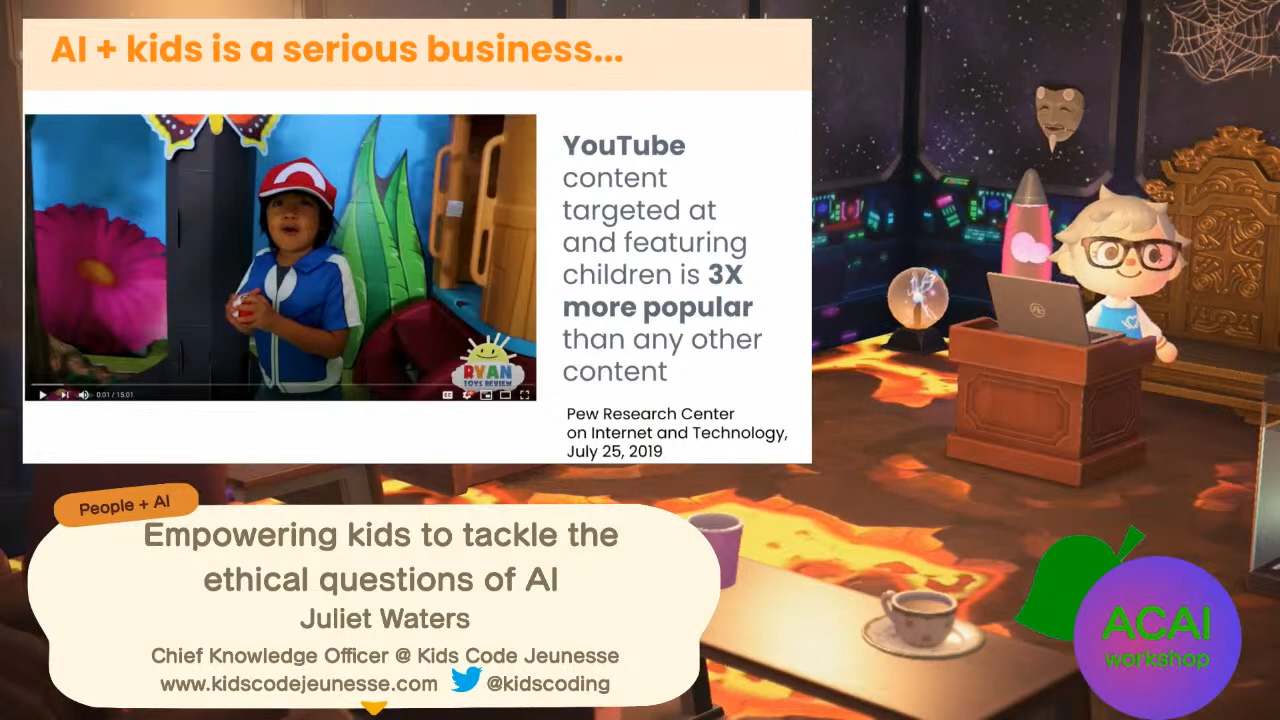 AI + kids is a serious business...
YouTube
content
targeted at
and featuring
children is 3X
more popular
than any other
content
RYAN
TOYS REVIEW
0:01 / 15:01
CC
Pew Research Center
on Internet and Technology,
July 25, 2019
People + AI
Empowering kids to tackle the
ethical questions of AI
Juliet Waters
Chief Knowledge Officer @ Kids Code Jeunesse
www.kidscodejeunesse.com @kidscoding
ACAI
workshop